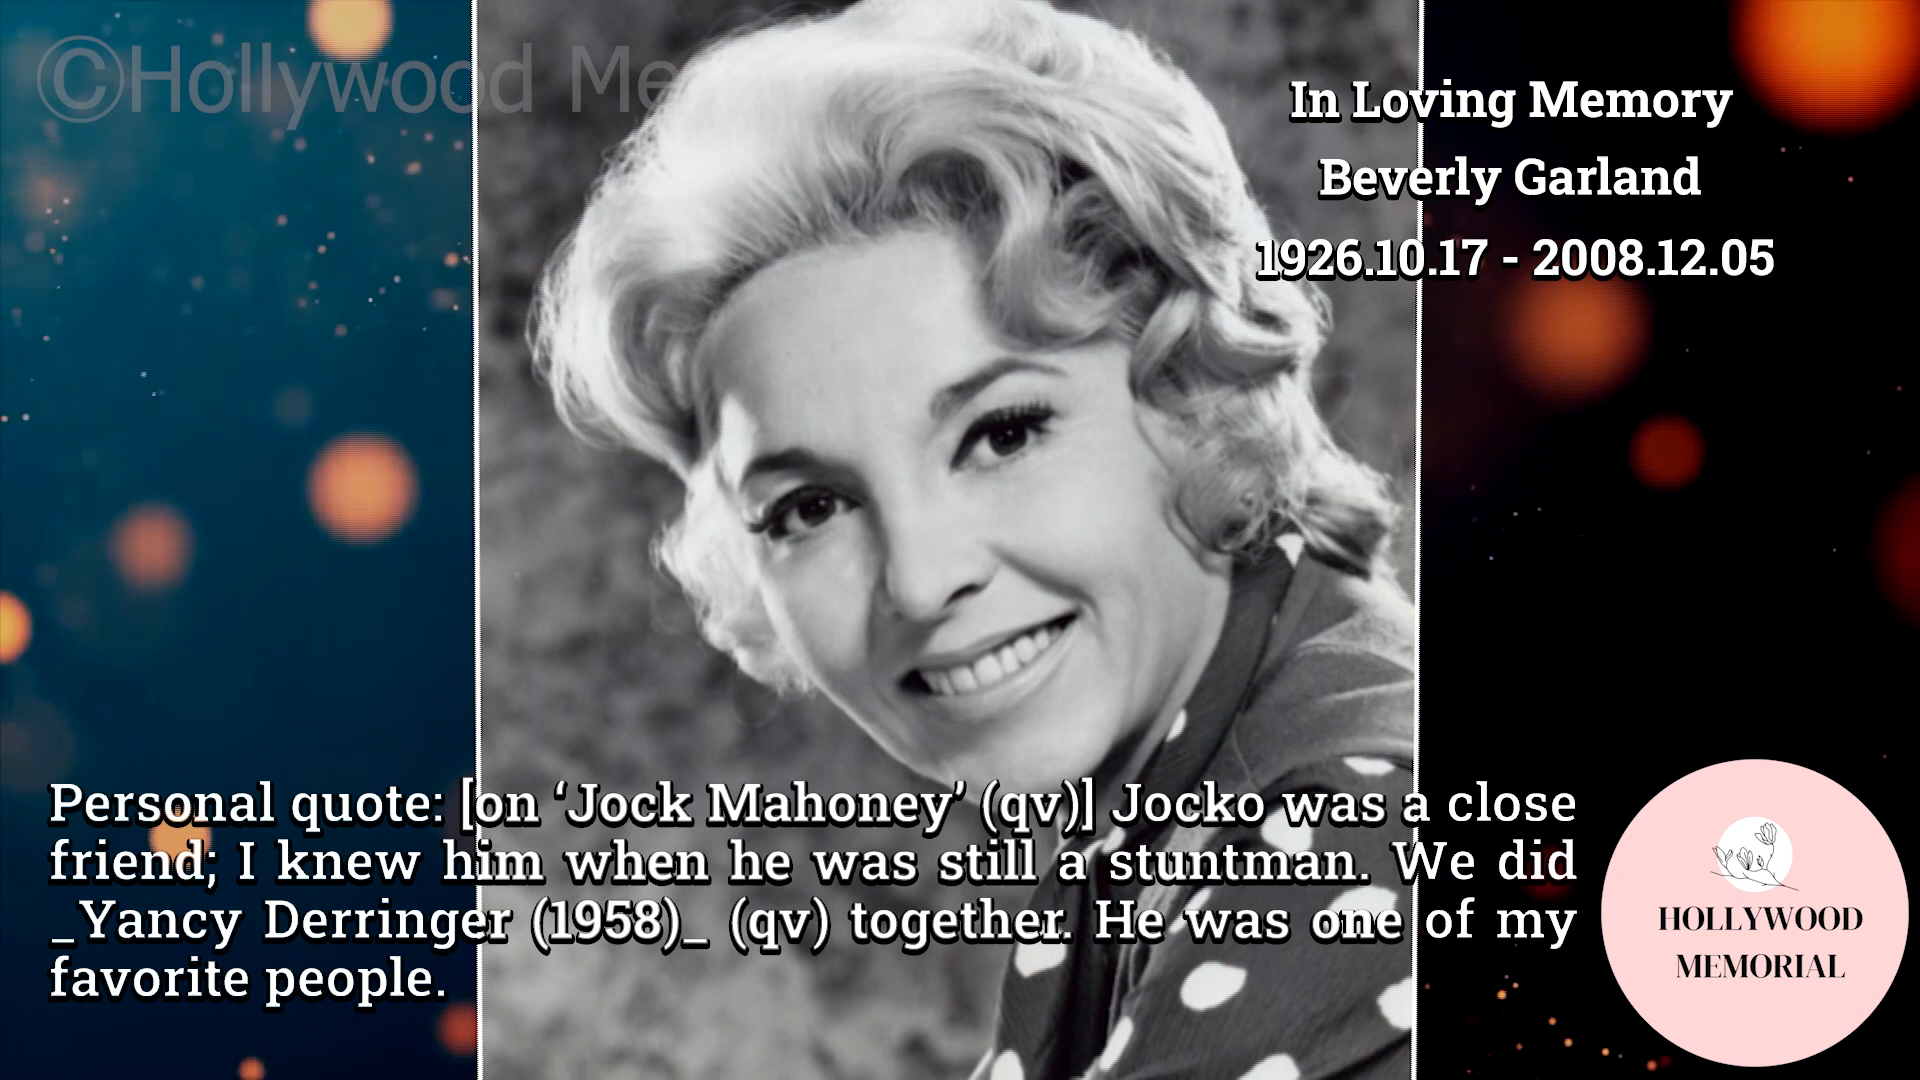 ©Hollywood Me
In Loving Memory
Beverly Garland
1926.10.17 - 2008.12.05
Personal quote: [on ‘Jock Mahoney’ (qv)] Jocko was a close
friend; I knew him when he was still a stuntman. We did
_Yancy Derringer (1958)_ (qv) together. He was one of my
favorite people.
HOLLYWOOD
MEMORIAL